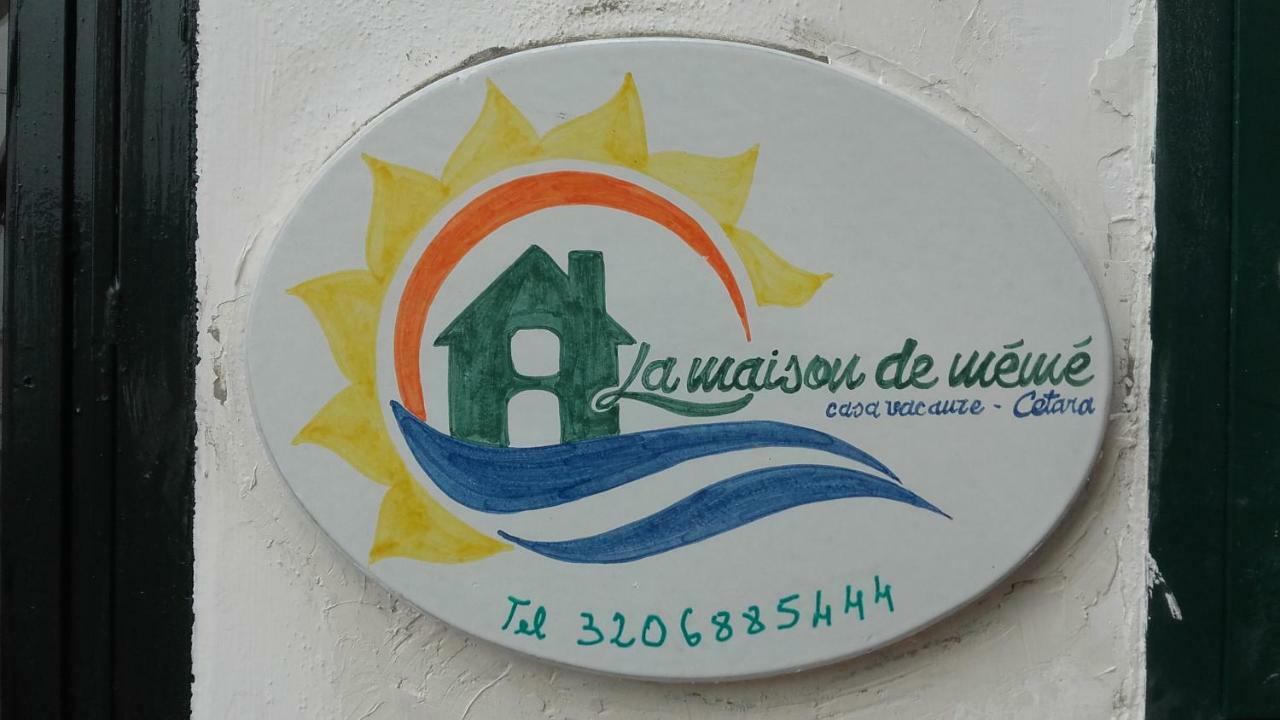 La maison de mémé
casa vacanze - Cetara
Tel 3206885444